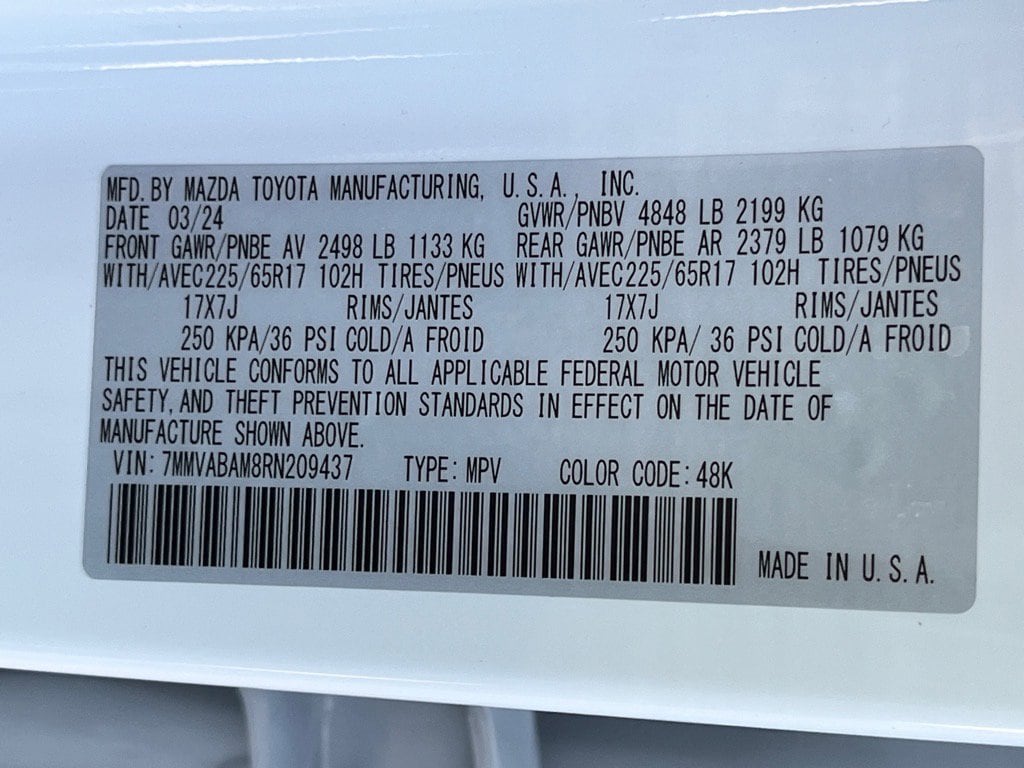 MFD. BY MAZDA TOYOTA MANUFACTURING, U.S.A., INC.
DATE 03/24 GVWR/PNBV 4848 LB 2199 KG
FRONT GAWR/PNBE AV 2498 LB 1133 KG REAR GAWR/PNBE AR 2379 LB 1079 KG
WITH/AVEC225/65R17 102H TIRES/PNEUS WITH/AVEC225/65R17 102H TIRES/PNEUS
17X7J RIMS/JANTES 17X7J RIMS/JANTES
250 KPA/36 PSI COLD/A FROID 250 KPA/ 36 PSI COLD/A FROID
THIS VEHICLE CONFORMS TO ALL APPLICABLE FEDERAL MOTOR VEHICLE
SAFETY, AND THEFT PREVENTION STANDARDS IN EFFECT ON THE DATE OF
MANUFACTURE SHOWN ABOVE.
VIN: 7MMVABAM8RN209437 TYPE: MPV COLOR CODE: 48K
MADE IN U.S.A.